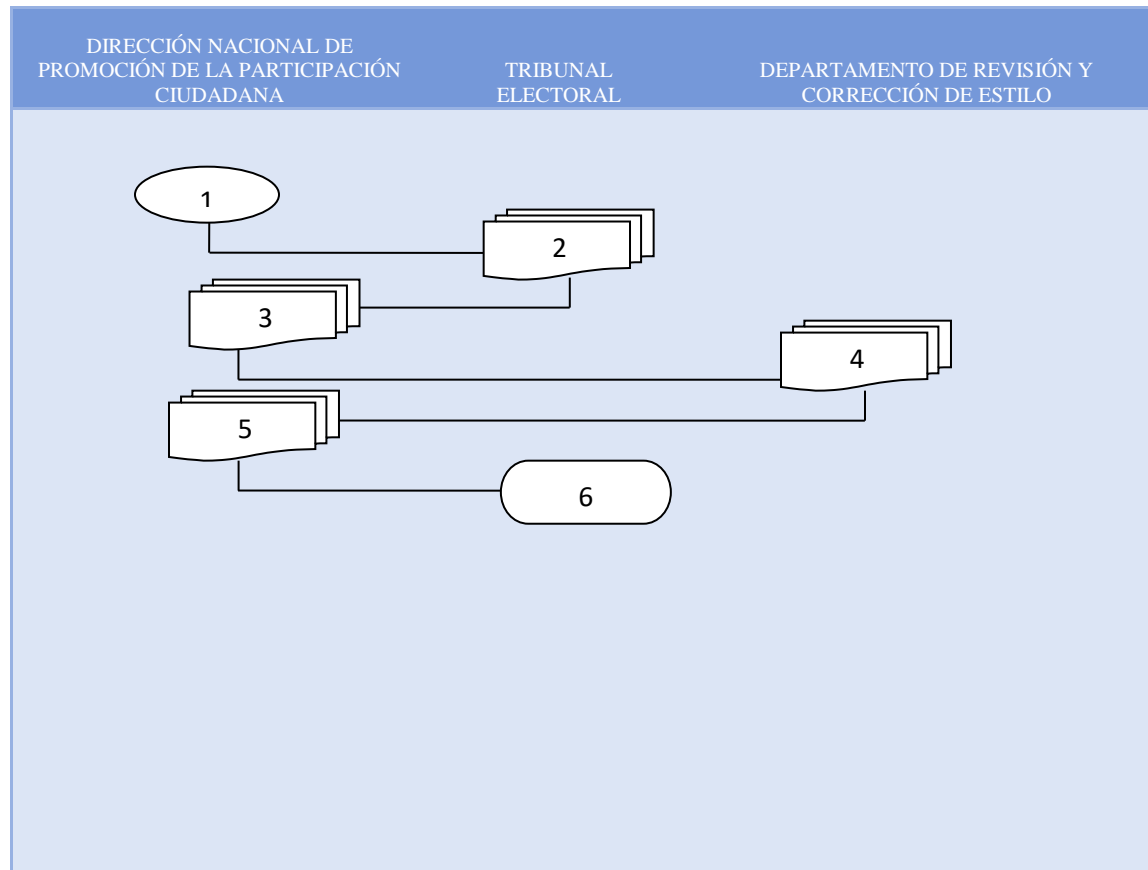 DIRECCIÓN NACIONAL DE
PROMOCIÓN DE LA PARTICIPACIÓN
CIUDADANA
TRIBUNAL
ELECTORAL
DEPARTAMENTO DE REVISIÓN Y
CORRECCIÓN DE ESTILO
1
2
3
4
5
6